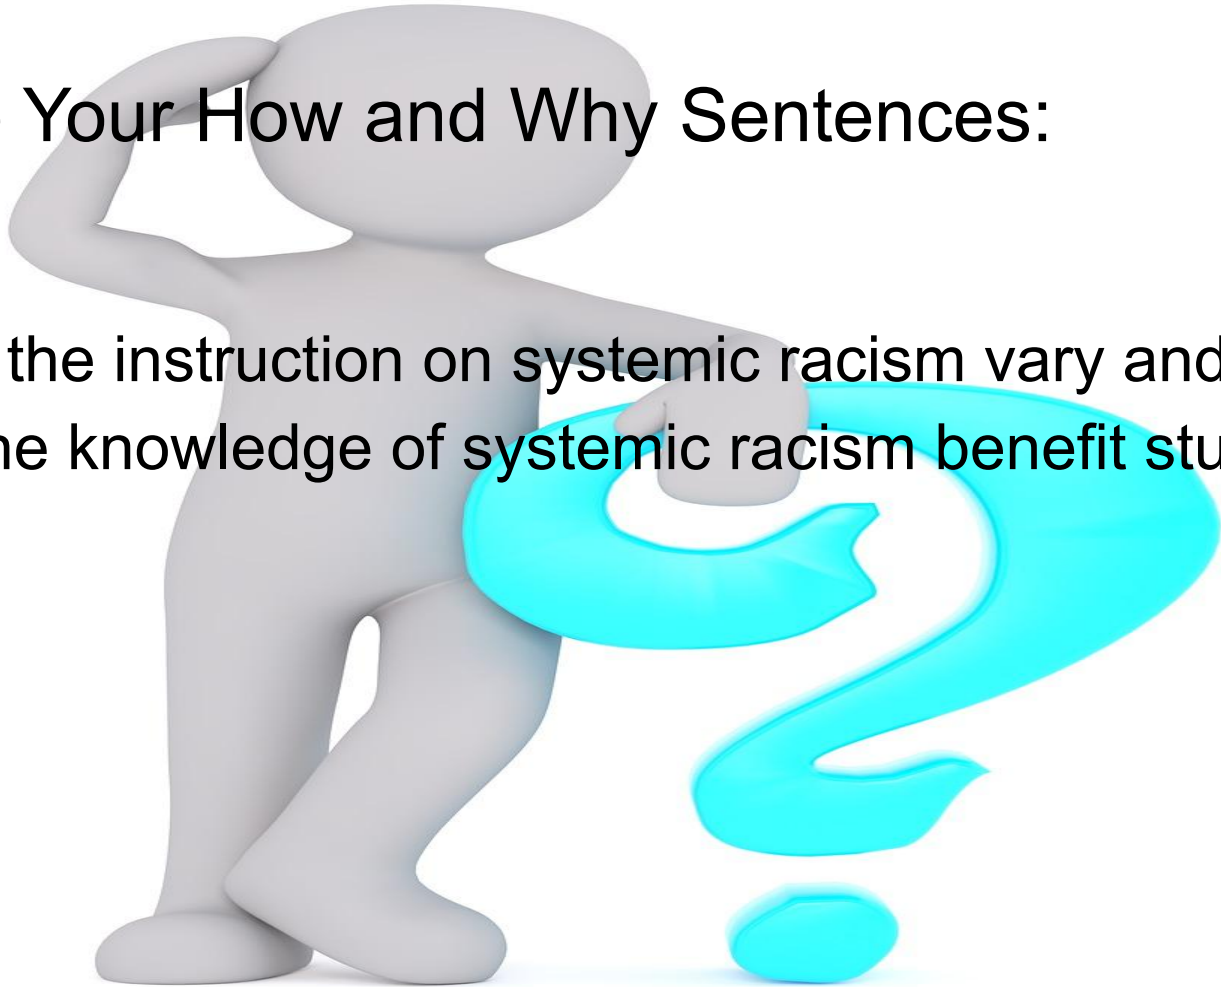 Your How and Why Sentences:
the instruction on systemic racism vary and
knowledge of systemic racism benefit